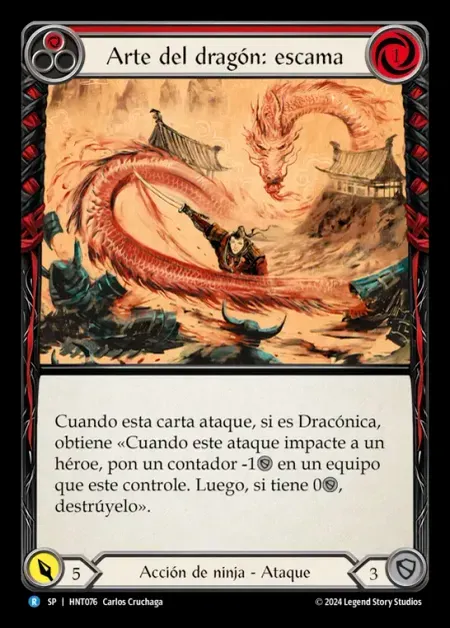 Arte del dragón: escama
1
Cuando esta carta ataque, si es Dracónica,
obtiene «Cuando este ataque impacte a un
héroe, pon un contador -1 en un equipo
que este controle. Luego, si tiene 0,
destrúyelo».
5
Acción de ninja - Ataque
3
R SP | HNT076 Carlos Cruchaga
© 2024 Legend Story Studios